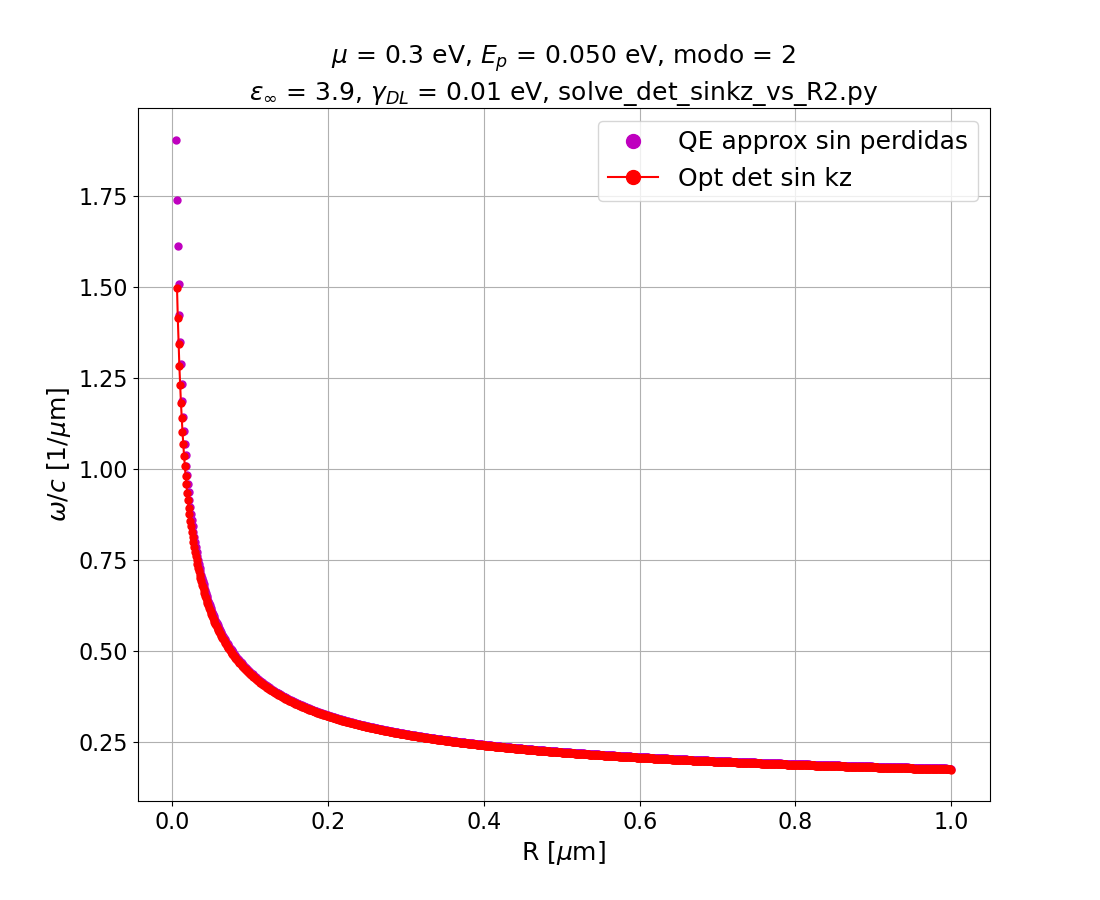 μ = 0.3 eV, E_p = 0.050 eV, modo = 2
ε_∞ = 3.9, γ_DL = 0.01 eV, solve_det_sinkz_vs_R2.py
QE approx sin perdidas
Opt det sin kz
1.75
1.50
1.25
1.00
0.75
0.50
0.25
ω/c [1/μm]
0.0 0.2 0.4 0.6 0.8 1.0
R [μm]